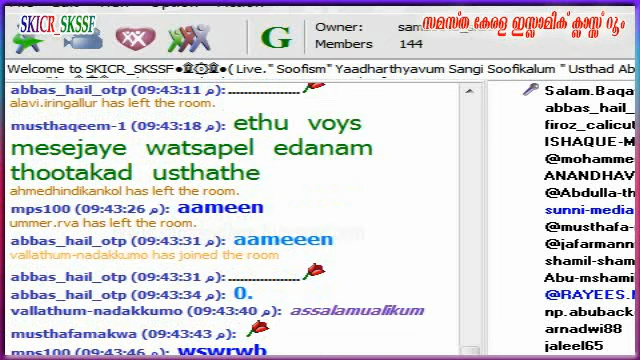 SKICR_SKSSF
സമസ്ത കേരള ഇസ്ലാമിക് ക്ലാസ്സ് റൂം
Owner:
Members 144
G
Welcome to SKICR_SKSSF ( Live." Soofism" Yaadharthyavum Sangi Soofikalum " Usthad Ab
abbas_hail_otp (09:43:11 م): ...................
alavi.iringallur has left the room.
musthaqeem-1 (09:43:18 م): ethu voys
mesejaye watsapel edanam
thootakad usthathe
ahmedhindikankol has left the room.
mps100 (09:43:26 م): aameen
ummer.rva has left the room.
abbas_hail_otp (09:43:31 م): aameeen
vallathum-nadakkumo has joined the room
abbas_hail_otp (09:43:31 م): ...................
abbas_hail_otp (09:43:34 م): 0.
vallathum-nadakkumo (09:43:40 م): assalamualikum
musthafamakwa (09:43:43 م):
mps100 (09:43:46 م): wswrwb
Salam.Baqa
abbas_hail_
firoz_calicut
ISHAQUE-M
@mohamme
ANANDHAV
@Abdulla-th
sunni-media
@musthafa-
@jafarmann
shamil-sham
Abu-mshami
@RAYEES.M
np.abuback
arnadwi88
jaleel65